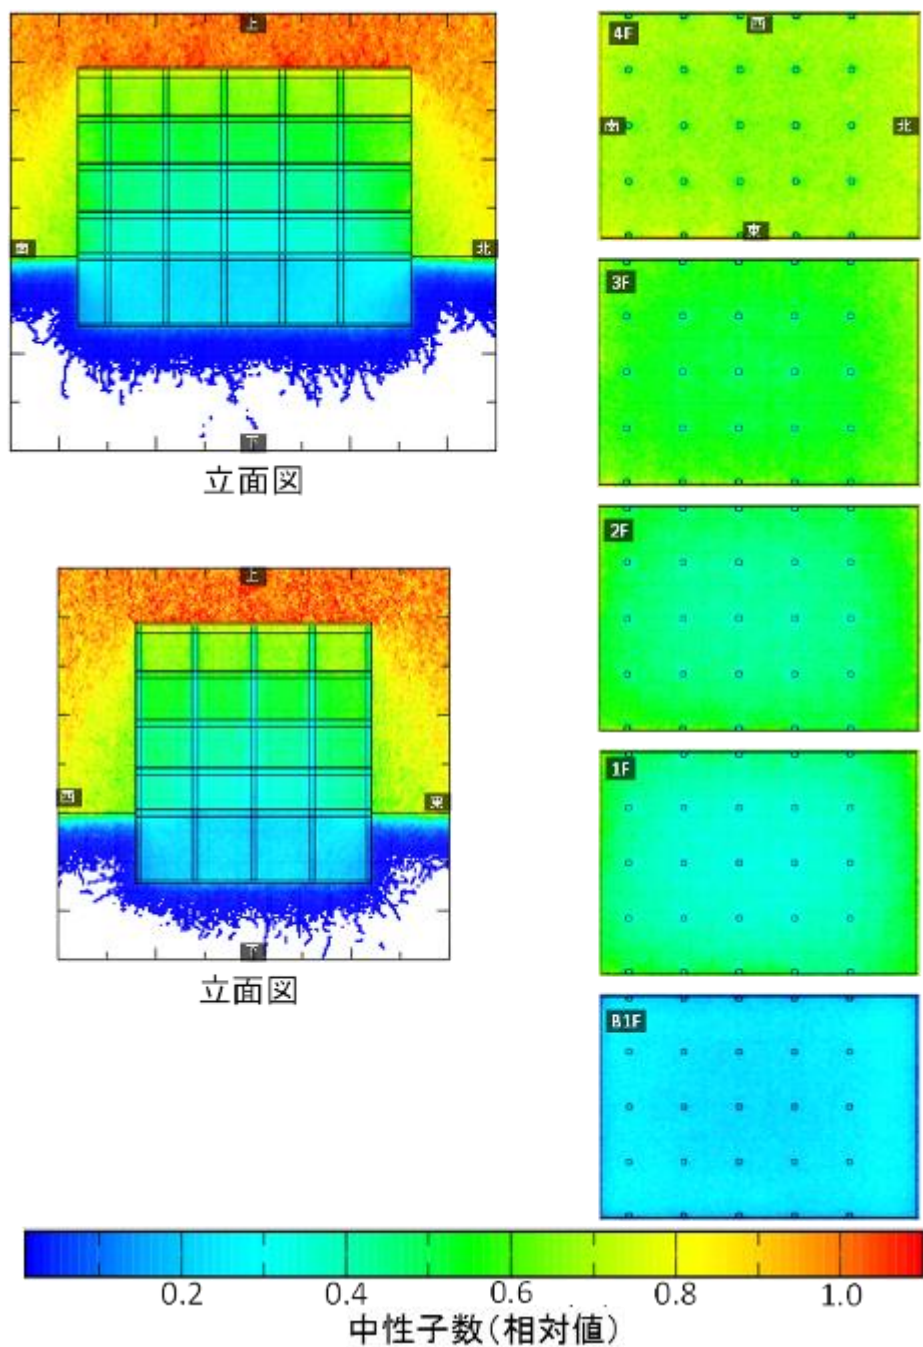 上
南
北
下
立面図
上
西
東
下
立面図
4F
西
南
北
東
3F
2F
1F
B1F
0.2 0.4 0.6 0.8 1.0
中性子数(相対値)